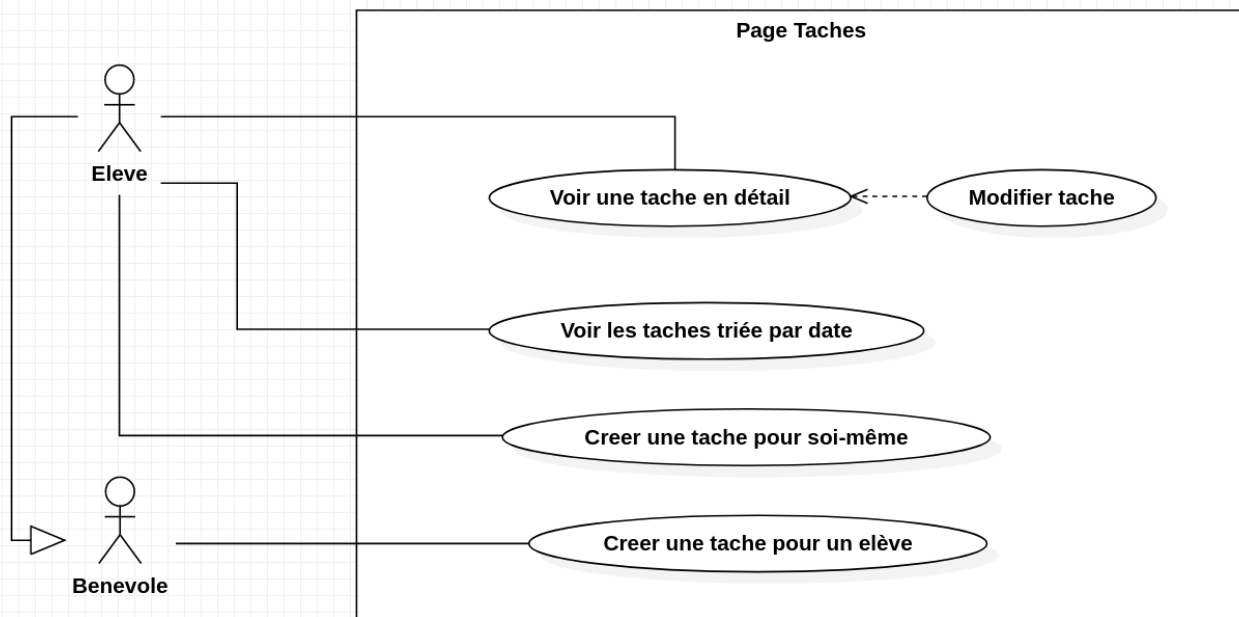 Page Taches
Eleve
Voir une tache en détail
Modifier tache
Voir les taches triée par date
Creer une tache pour soi-même
Creer une tache pour un elève
Benevole